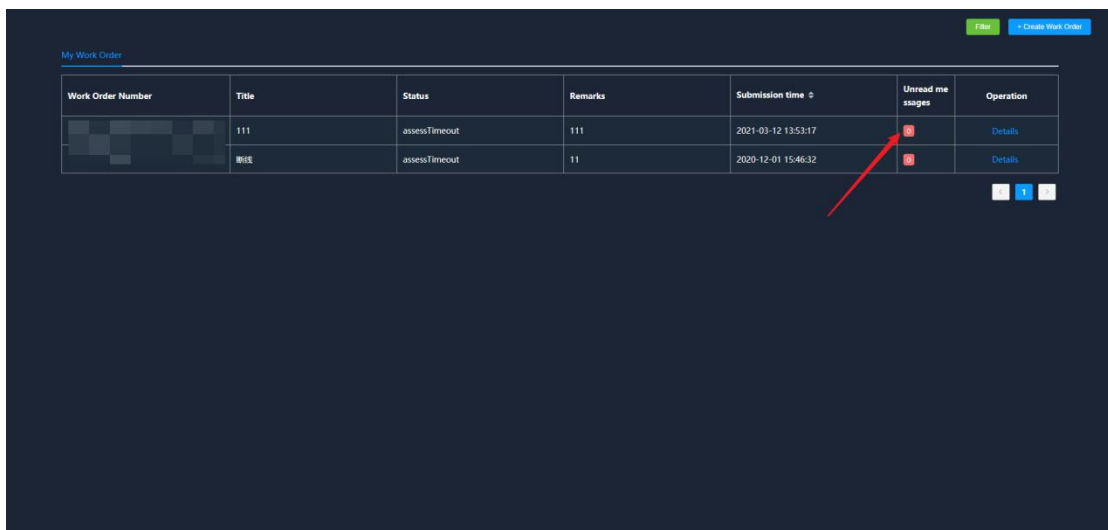 Filter + Create Work Order
My Work Order
Work Order Number Title Status Remarks Submission time Unread me
ssages Operation
111 assessTimeout 111 2021-03-12 13:53:17 0 Details
断线 assessTimeout 11 2020-12-01 15:46:32 0 Details
< 1 >